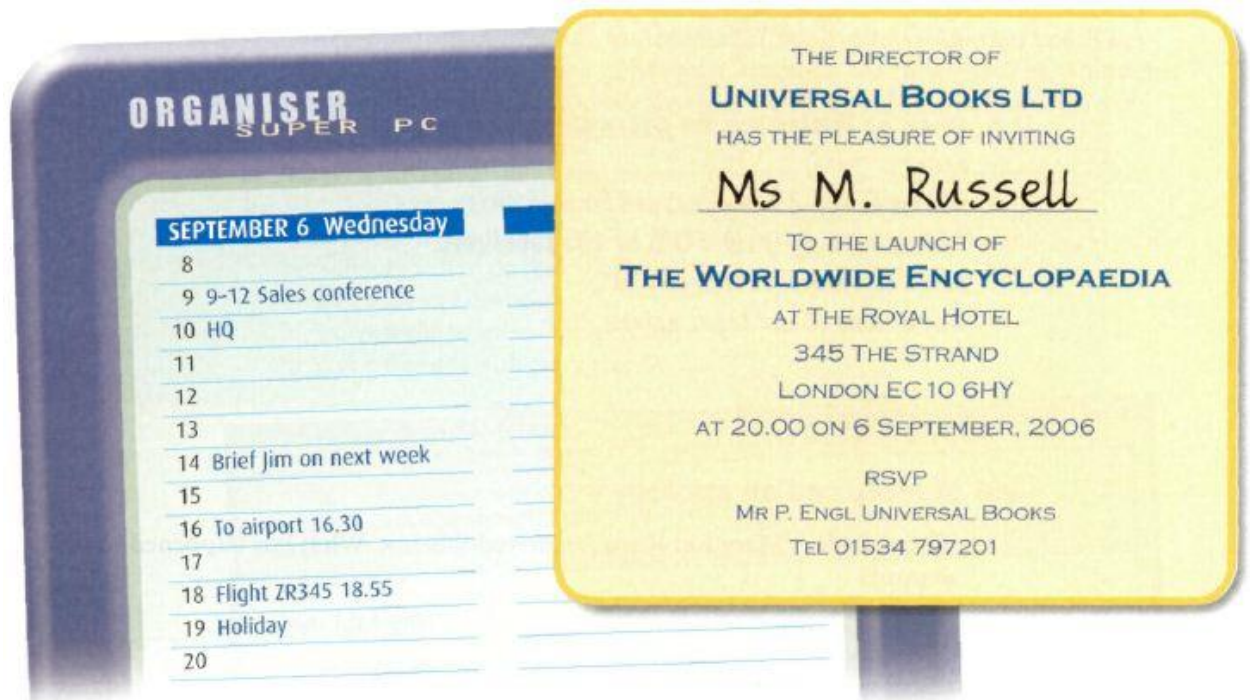 ORGANISER
SUPER PC
SEPTEMBER 6 Wednesday
8
9 9-12 Sales conference
10 HQ
11
12
13
14 Brief Jim on next week
15
16 To airport 16.30
17
18 Flight ZR345 18.55
19 Holiday
20
THE DIRECTOR OF
UNIVERSAL BOOKS LTD
HAS THE PLEASURE OF INVITING
Ms M. Russell
TO THE LAUNCH OF
THE WORLDWIDE ENCYCLOPAEDIA
AT THE ROYAL HOTEL
345 THE STRAND
LONDON EC10 6HY
AT 20.00 ON 6 SEPTEMBER, 2006
RSVP
MR P. ENGL UNIVERSAL BOOKS
TEL 01534 797201